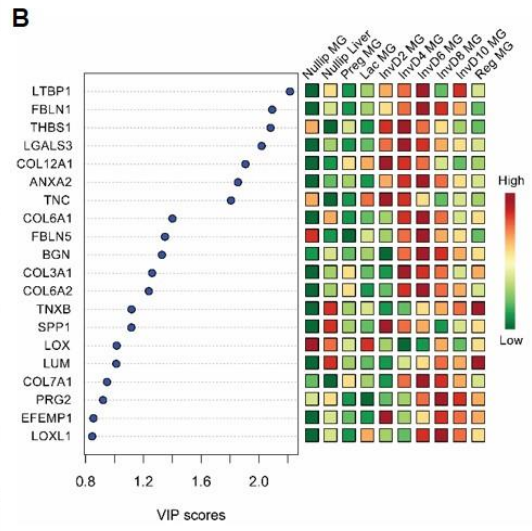 B
Nullip MG
Nullip Liver
Preg MG
Lac MG
InvD2 MG
InvD4 MG
InvD6 MG
InvD8 MG
InvD10 MG
Reg MG
LTBP1
FBLN1
THBS1
LGALS3
COL12A1
ANXA2
TNC
COL6A1
FBLN5
BGN
COL3A1
COL6A2
TNXB
SPP1
LOX
LUM
COL7A1
PRG2
EFEMP1
LOXL1
High
Low
0.8 1.2 1.6 2.0
VIP scores